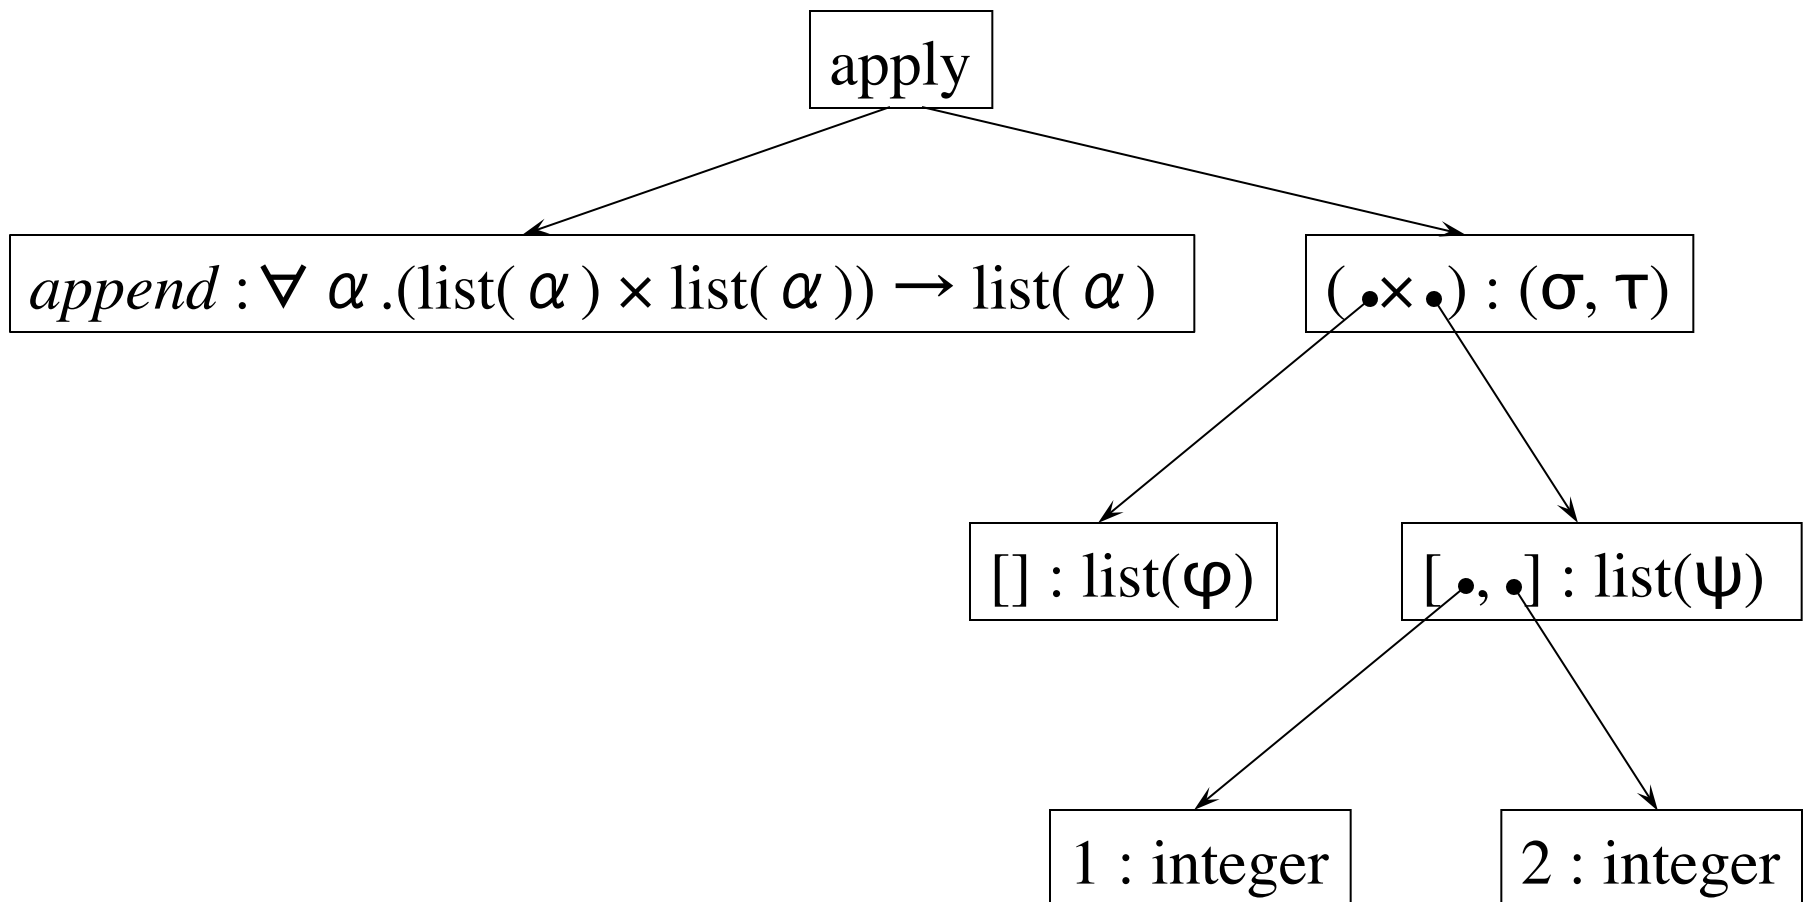 apply
append : ∀ α .(list( α ) × list( α )) → list( α )
( •× • ) : (σ, τ)
[] : list(φ)
[ •, • ] : list(ψ)
1 : integer
2 : integer